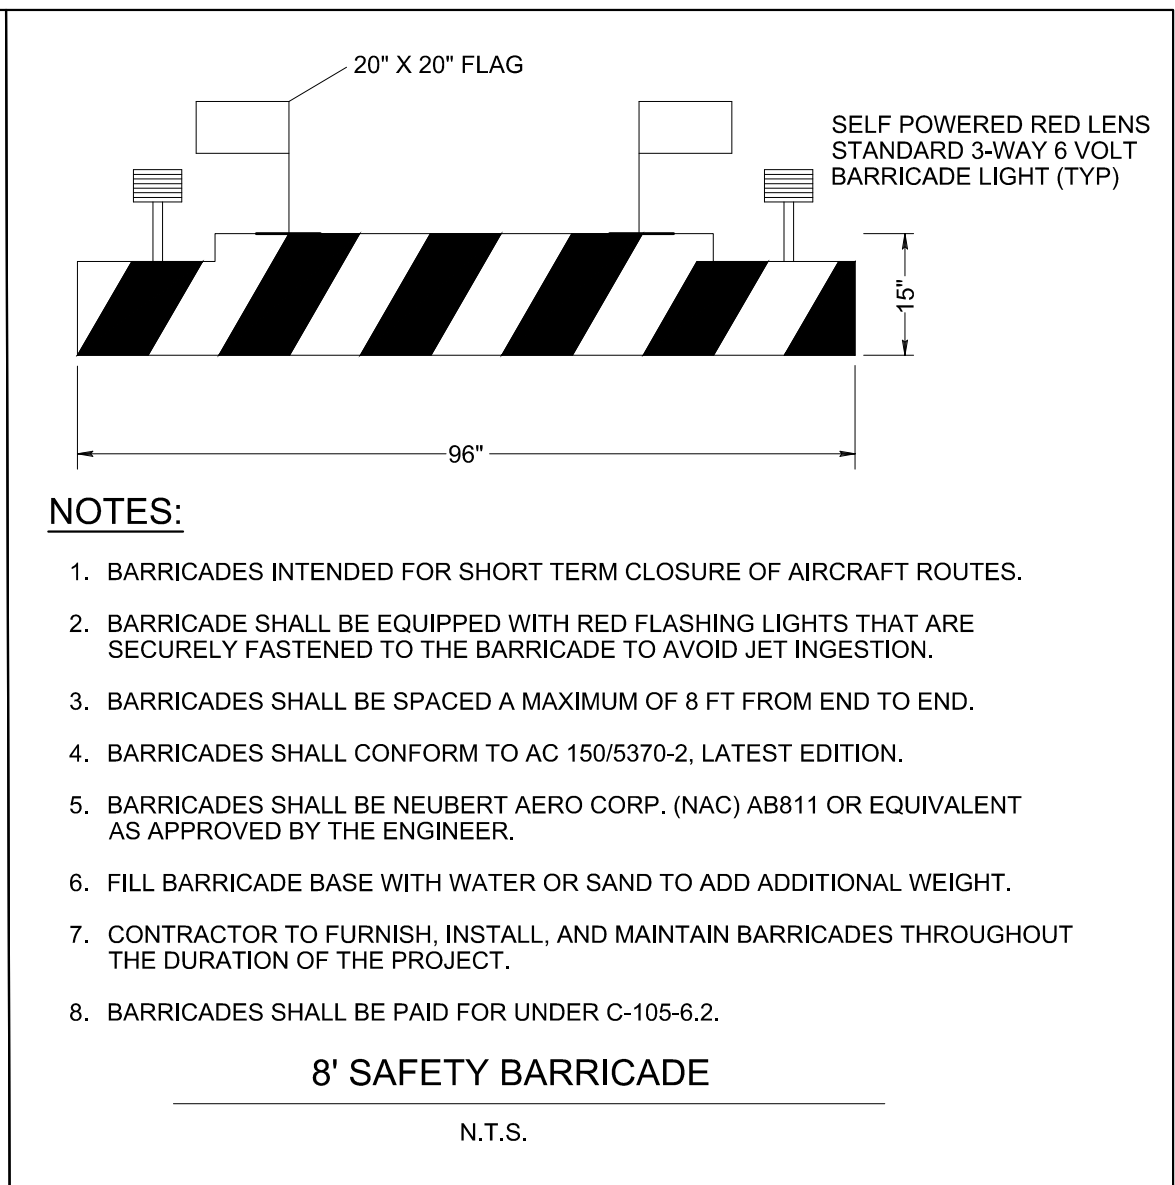 20" X 20" FLAG
SELF POWERED RED LENS
STANDARD 3-WAY 6 VOLT
BARRICADE LIGHT (TYP)
15"
96"
NOTES:
1. BARRICADES INTENDED FOR SHORT TERM CLOSURE OF AIRCRAFT ROUTES.
2. BARRICADE SHALL BE EQUIPPED WITH RED FLASHING LIGHTS THAT ARE
SECURELY FASTENED TO THE BARRICADE TO AVOID JET INGESTION.
3. BARRICADES SHALL BE SPACED A MAXIMUM OF 8 FT FROM END TO END.
4. BARRICADES SHALL CONFORM TO AC 150/5370-2, LATEST EDITION.
5. BARRICADES SHALL BE NEUBERT AERO CORP. (NAC) AB811 OR EQUIVALENT
AS APPROVED BY THE ENGINEER.
6. FILL BARRICADE BASE WITH WATER OR SAND TO ADD ADDITIONAL WEIGHT.
7. CONTRACTOR TO FURNISH, INSTALL, AND MAINTAIN BARRICADES THROUGHOUT
THE DURATION OF THE PROJECT.
8. BARRICADES SHALL BE PAID FOR UNDER C-105-6.2.
8' SAFETY BARRICADE
N.T.S.